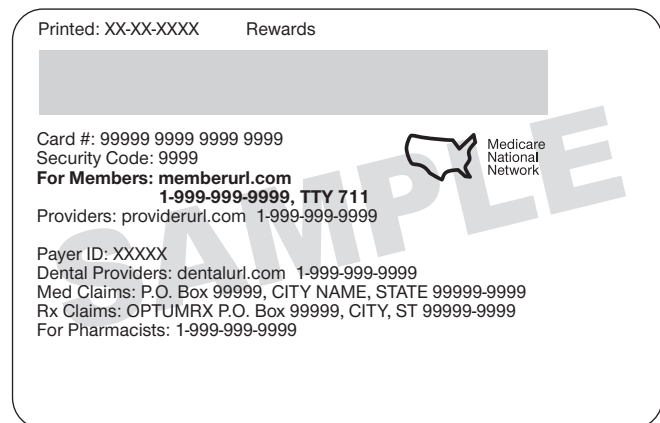 Printed: XX-XX-XXXX Rewards
Card #: 99999 9999 9999 9999
Security Code: 9999
For Members: memberurl.com
1-999-999-9999, TTY 711
Providers: providerurl.com 1-999-999-9999
Medicare
National
Network
Payer ID: XXXXX
Dental Providers: dentalurl.com 1-999-999-9999
Med Claims: P.O. Box 99999, CITY NAME, STATE 99999-9999
Rx Claims: OPTUMRX P.O. Box 99999, CITY, ST 99999-9999
For Pharmacists: 1-999-999-9999
SAMPLE